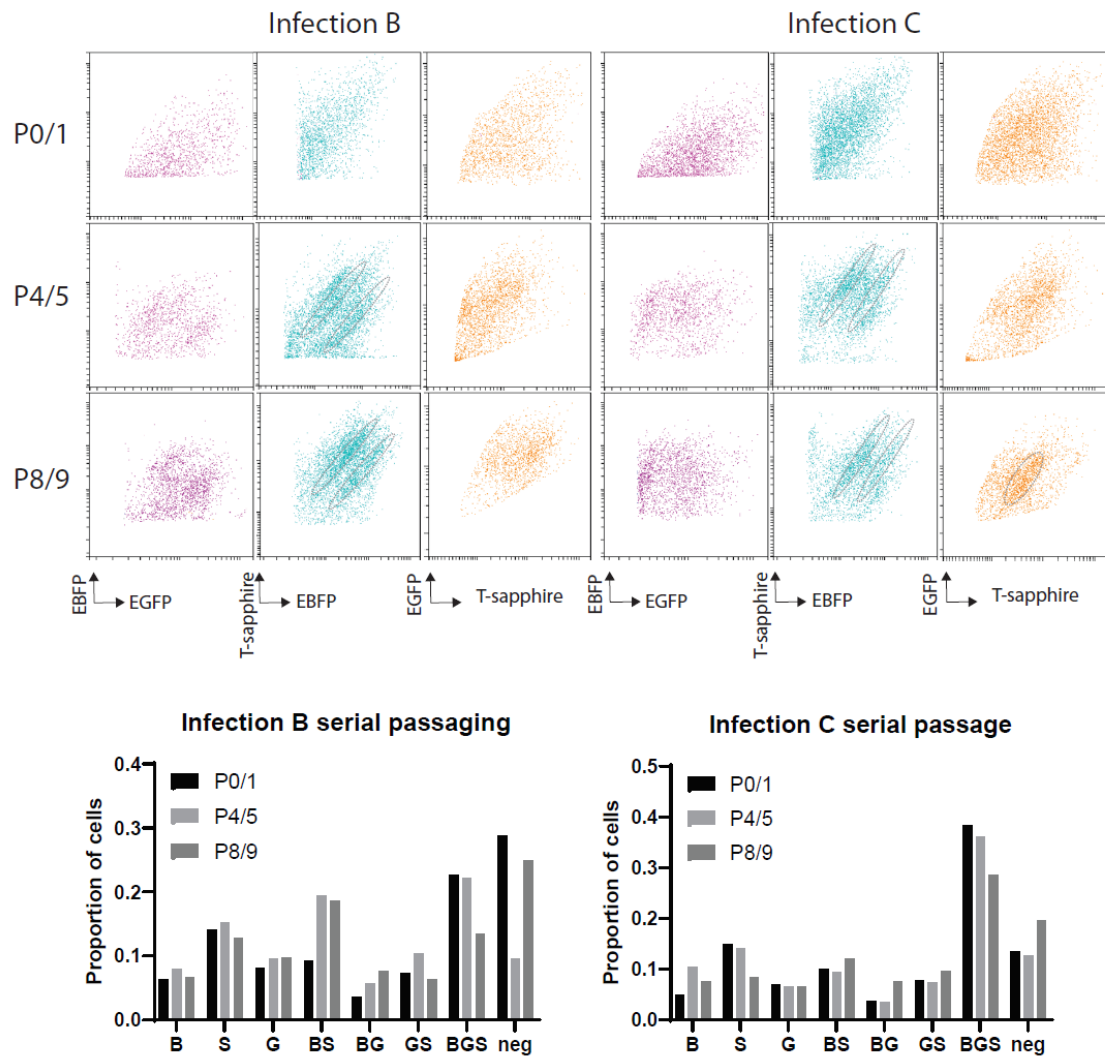 Infection B Infection C
P0/1
P4/5
P8/9
EBFP EGFP T-sapphire EBFP EGFP T-sapphire EBFP EGFP T-sapphire EBFP EGFP T-sapphire
Infection B serial passaging
Proportion of cells
0.4
0.3
0.2
0.1
0.0
P0/1
P4/5
P8/9
B S G BS BG GS BGS neg
Infection C serial passage
Proportion of cells
0.5
0.4
0.3
0.2
0.1
0.0
P0/1
P4/5
P8/9
B S G BS BG GS BGS neg